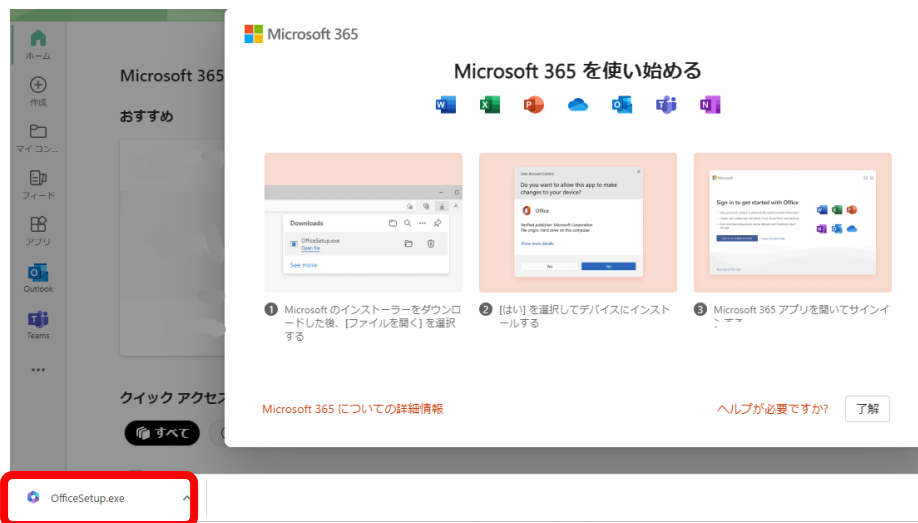 Microsoft 365
Microsoft 365 を使い始める
ホーム
作成
マイ コン...
フィード
アプリ
Outlook
Teams
Microsoft 365
おすすめ
Downloads
OfficeSetup.exe
Open file
See more
User Account Control
Do you want to allow this app to make
changes to your device?
Office
Verified publisher: Microsoft Corporation
File origin: Hard drive on this computer
Show more details
Yes
No
Microsoft
Sign in to get started with Office
1 Microsoft のインストーラーをダウンロ
ードした後、[ファイルを開く] を選択
する
2 [はい] を選択してデバイスにインスト
ールする
3 Microsoft 365 アプリを開いてサインイ
ンする
クイック アクセス
すべて
Microsoft 365 についての詳細情報
ヘルプが必要ですか?
了解
OfficeSetup.exe